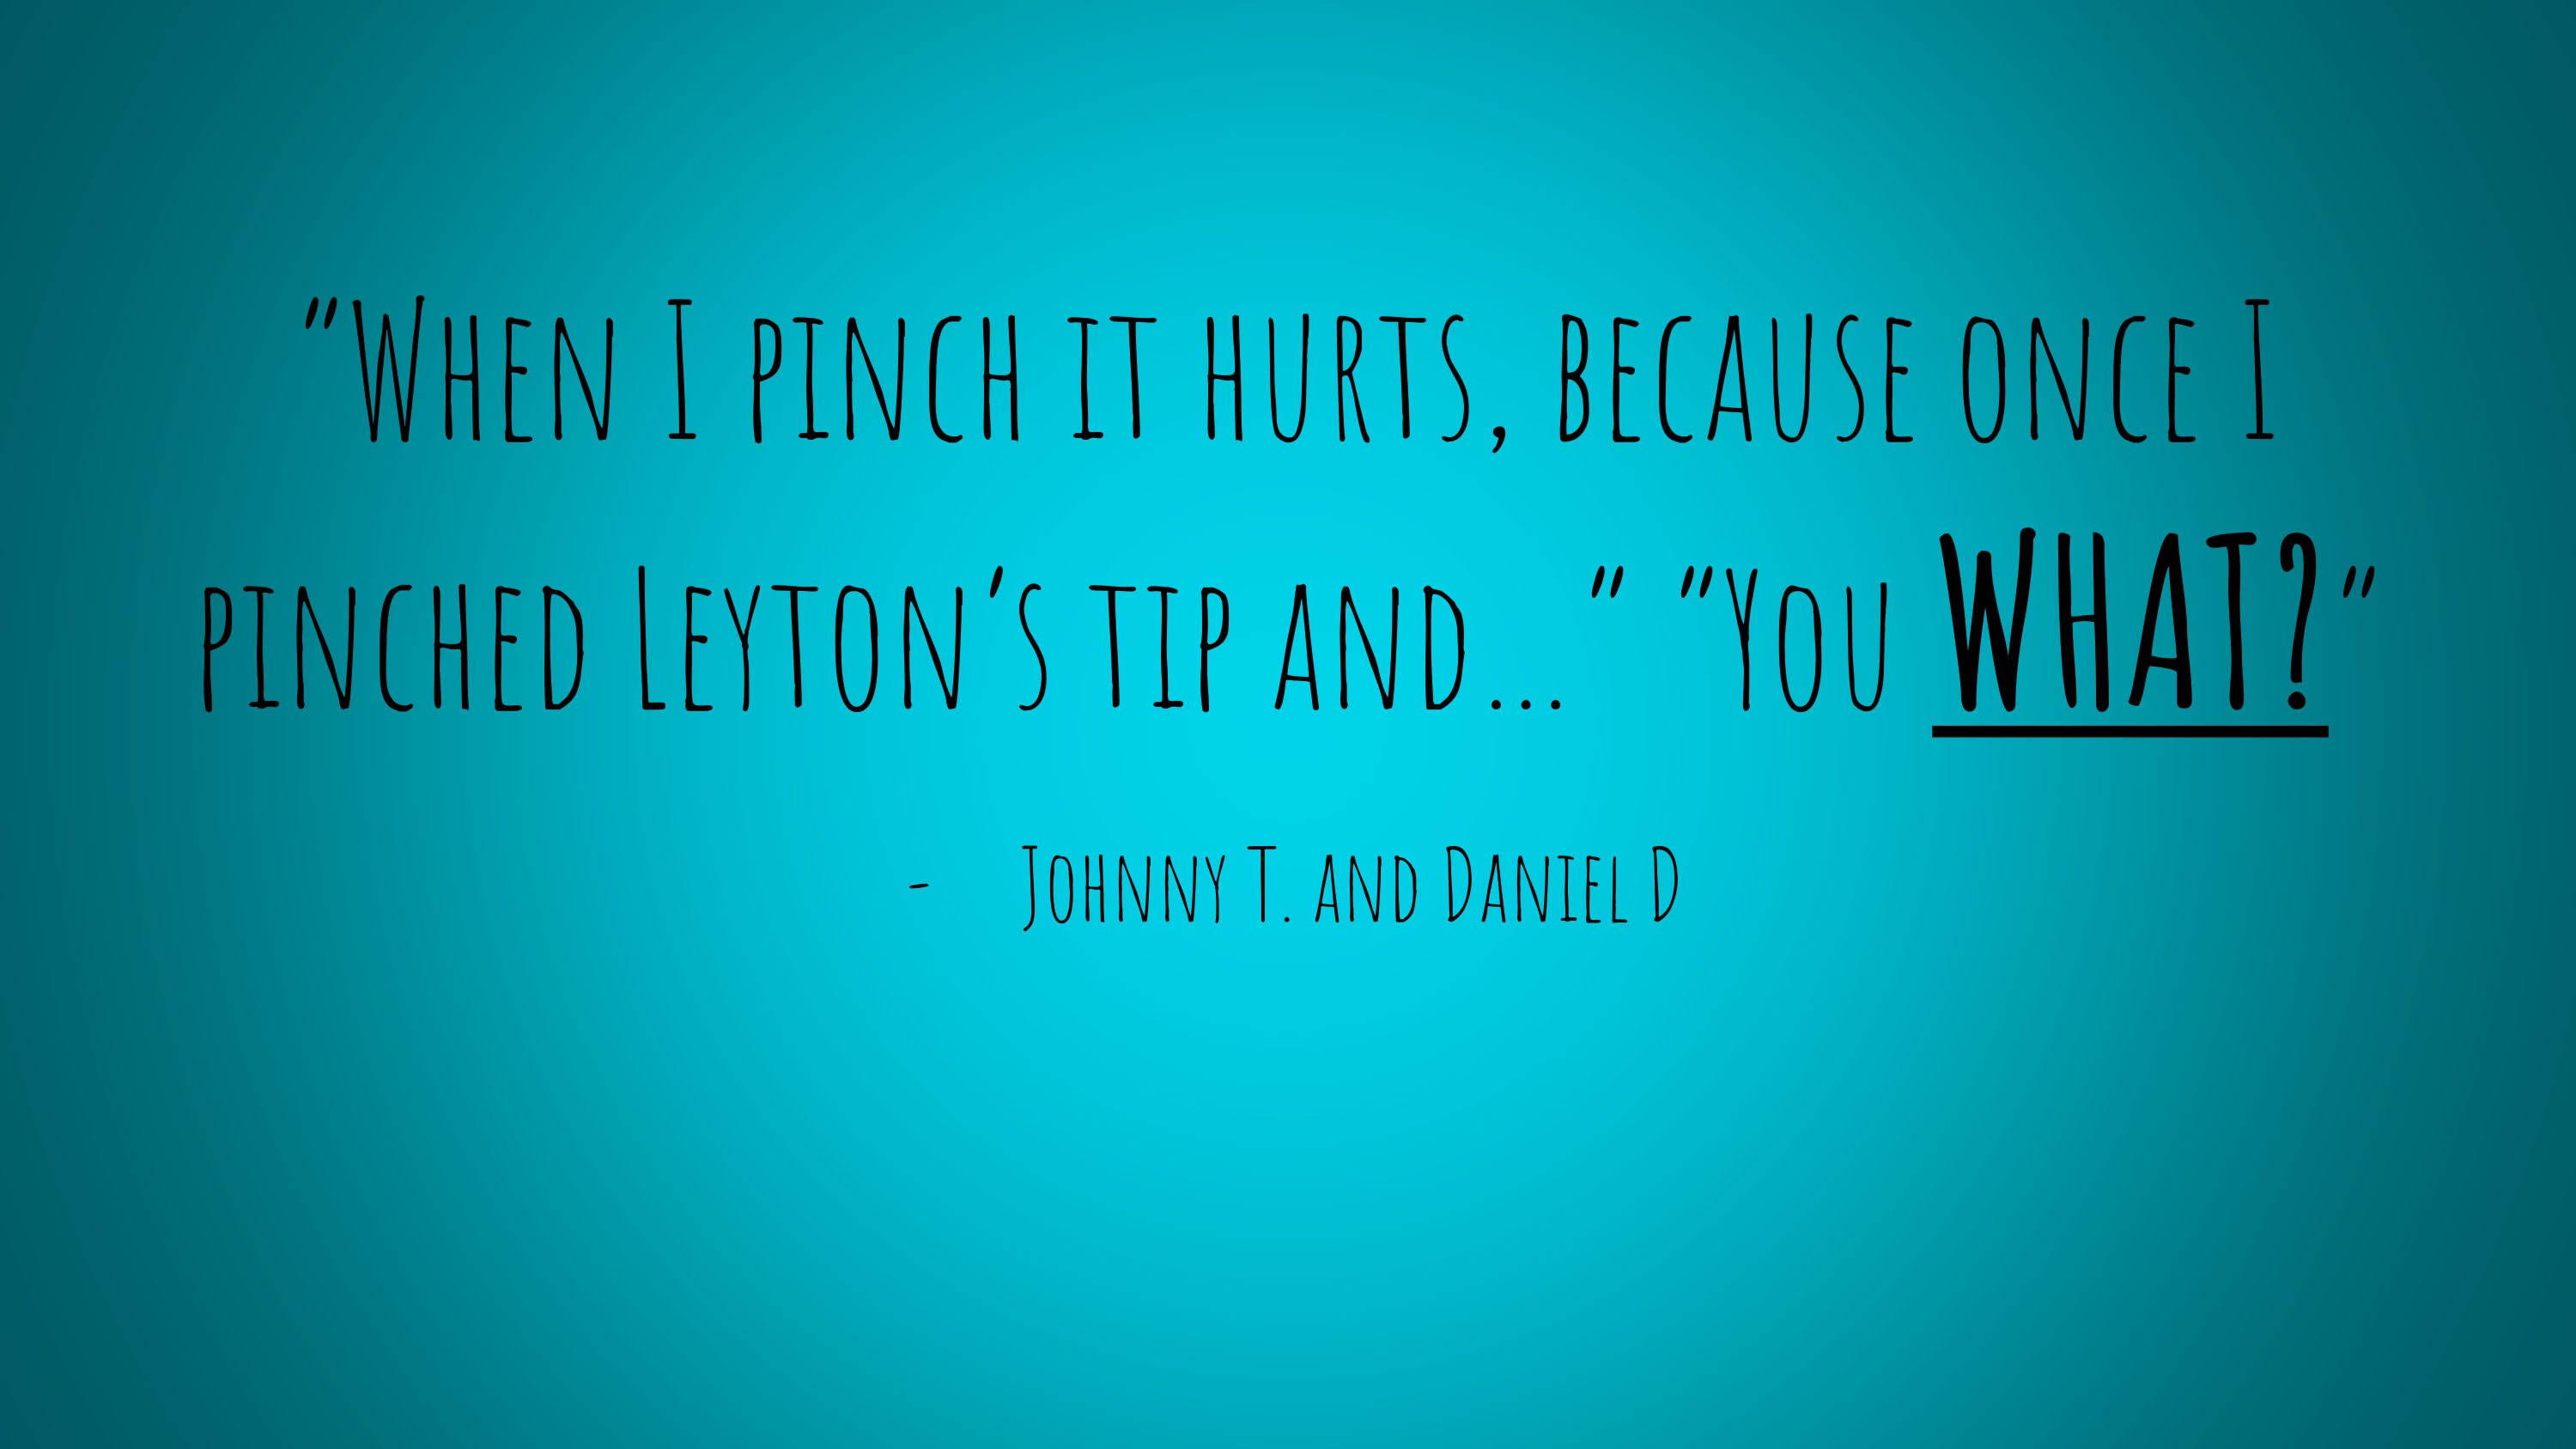 "When I pinch it hurts, because once I
pinched Leyton's tip and..." "You WHAT?"
- Johnny T. and Daniel D